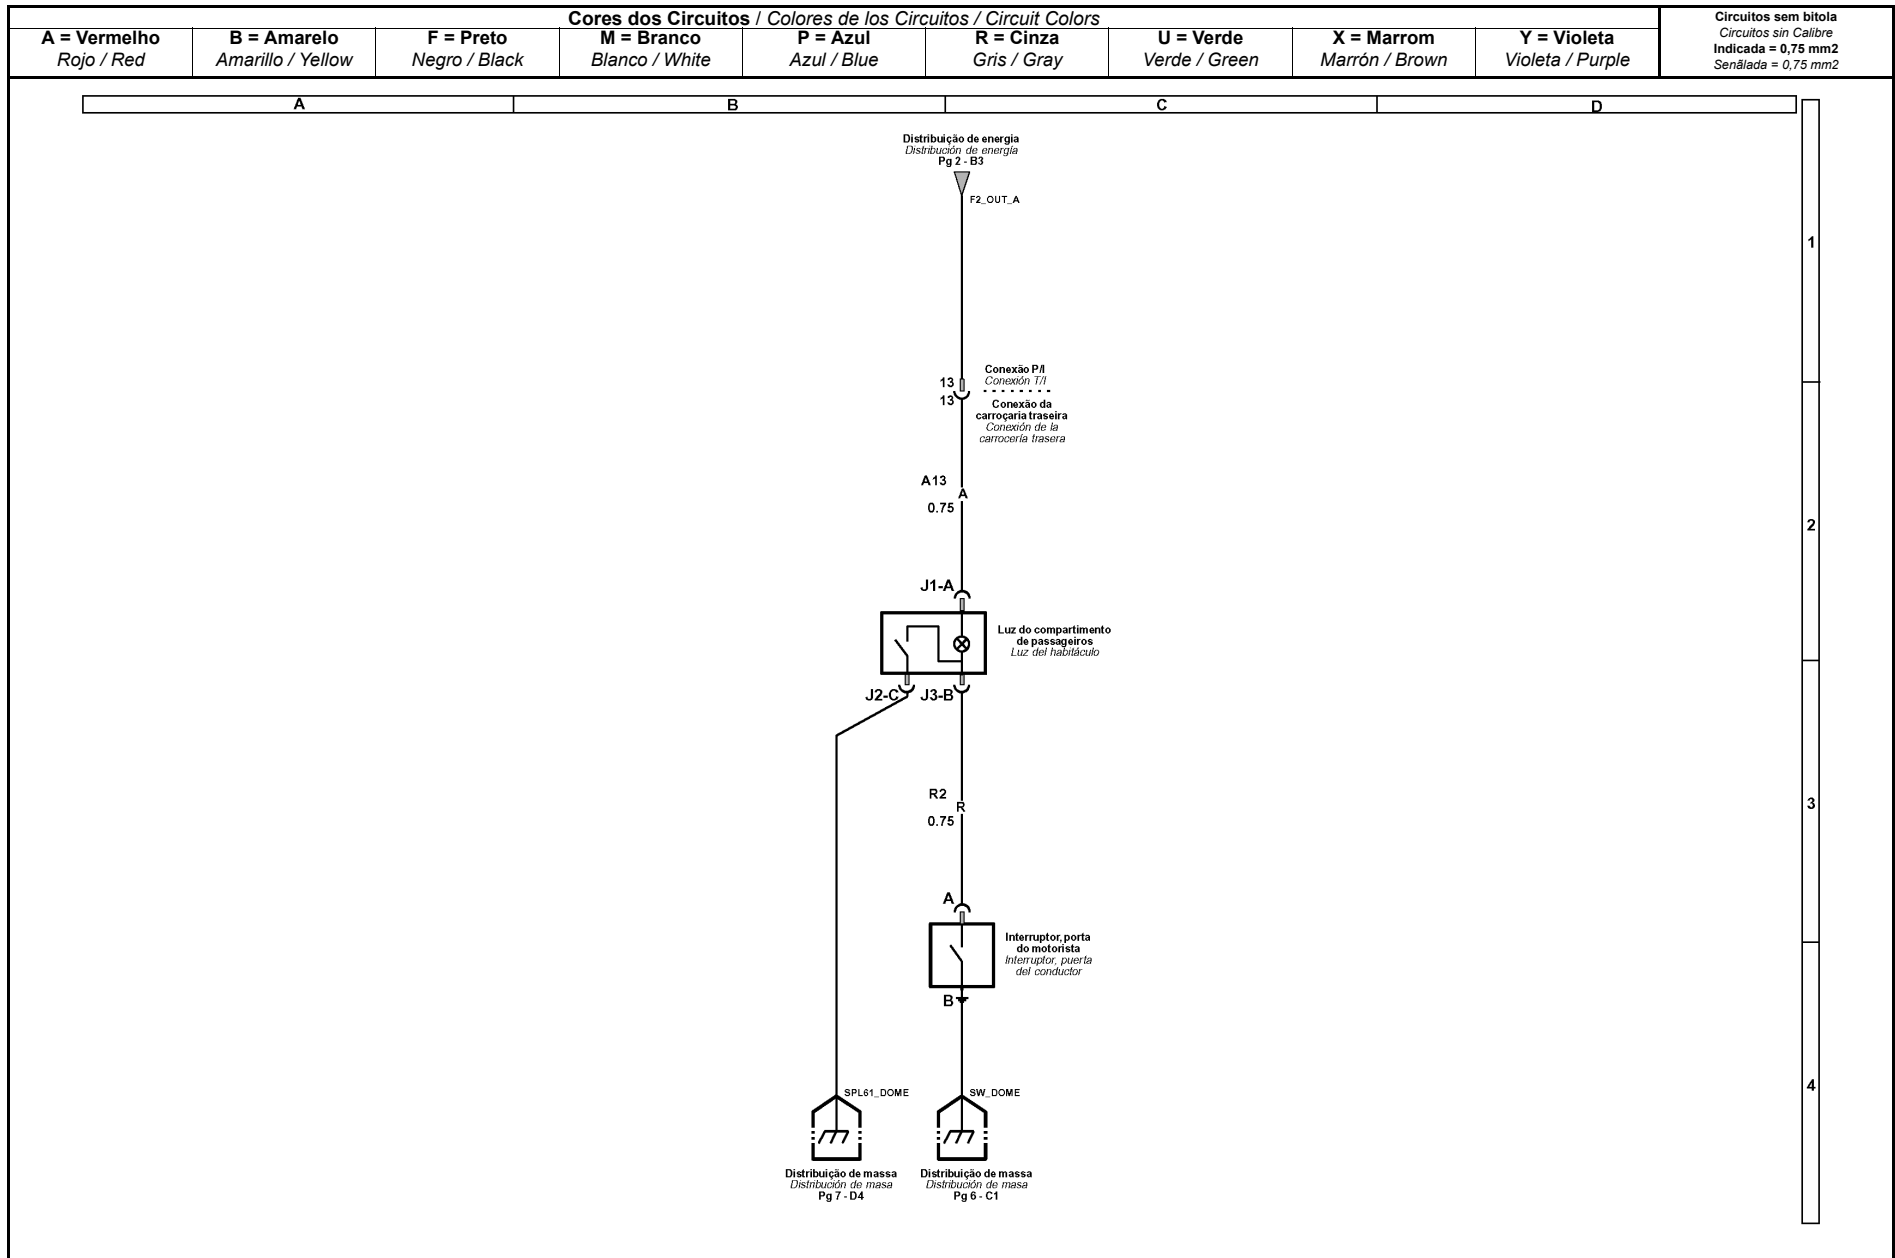 Cores dos Circuitos / Colores de los Circuitos / Circuit Colors
A = Vermelho
Rojo / Red
B = Amarelo
Amarillo / Yellow
F = Preto
Negro / Black
M = Branco
Blanco / White
P = Azul
Azul / Blue
R = Cinza
Gris / Gray
U = Verde
Verde / Green
X = Marrom
Marrón / Brown
Y = Violeta
Violeta / Purple
Circuitos sem bitola
Circuitos sin Calibre
Indicada = 0,75 mm2
Senãlada = 0,75 mm2
A
B
C
D
Distribuição de energia
Distribución de energía
Pg 2 - B3
F2_OUT_A
1
13
13
Conexão P/I
Conexión T/I
Conexão da
carroçaria traseira
Conexión de la
carrocería trasera
A13
A
0.75
2
J1-A
Luz do compartimento
de passageiros
Luz del habitáculo
J2-C
J3-B
R2
R
0.75
3
A
Interruptor, porta
do motorista
Interruptor, puerta
del conductor
B
SPL61_DOME
SW_DOME
4
Distribuição de massa
Distribución de masa
Pg 7 - D4
Distribuição de massa
Distribución de masa
Pg 6 - C1